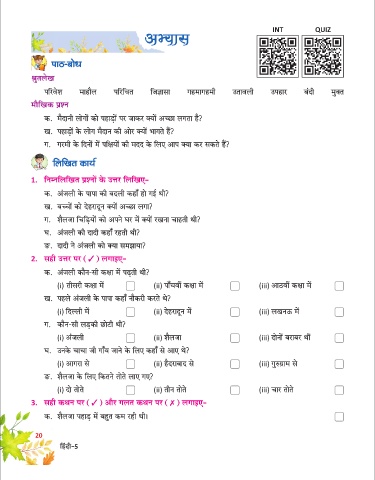 अभ्यास
INT QUIZ
पाठ-बोध
श्रुतलेख
परिवेश माहौल परिचित जिज्ञासा गहमागहमी उतावली उपहार बंदी मुक्त
मौखिक प्रश्न
क. मैदानी लोगों को पहाड़ों पर जाकर क्यों अच्छा लगता है?
ख. पहाड़ों के लोग मैदान की ओर क्यों भागते हैं?
ग. गरमी के दिनों में पक्षियों की मदद के लिए आप क्या कर सकते हैं?
लिखित कार्य
1. निम्नलिखित प्रश्नों के उत्तर लिखिए-
क. अंजली के पापा की बदली कहाँ हो गई थी?
ख. बच्चों को देहरादून क्यों अच्छा लगा?
ग. शैलजा चिड़ियों को अपने घर में क्यों रखना चाहती थी?
घ. अंजली की दादी कहाँ रहती थी?
ङ. दादी ने अंजली को क्या समझाया?
2. सही उत्तर पर ( ✓ ) लगाइए-
क. अंजली कौन-सी कक्षा में पढ़ती थी?
(i) तीसरी कक्षा में (ii) पाँचवीं कक्षा में (iii) आठवीं कक्षा में
ख. पहले अंजली के पापा कहाँ नौकरी करते थे?
(i) दिल्ली में (ii) देहरादून में (iii) लखनऊ में
ग. कौन-सी लड़की छोटी थी?
(i) अंजली (ii) शैलजा (iii) दोनों बराबर थीं
घ. उनके चाचा जी गाँव जाने के लिए कहाँ से आए थे?
(i) आगरा से (ii) हैदराबाद से (iii) गुरुग्राम से
ङ. शैलजा के लिए कितने तोते लाए गए?
(i) दो तोते (ii) तीन तोते (iii) चार तोते
3. सही कथन पर ( ✓ ) और गलत कथन पर ( ✗ ) लगाइए-
क. शैलजा पहाड़ में बहुत कम रही थी।
20
हिंदी-5